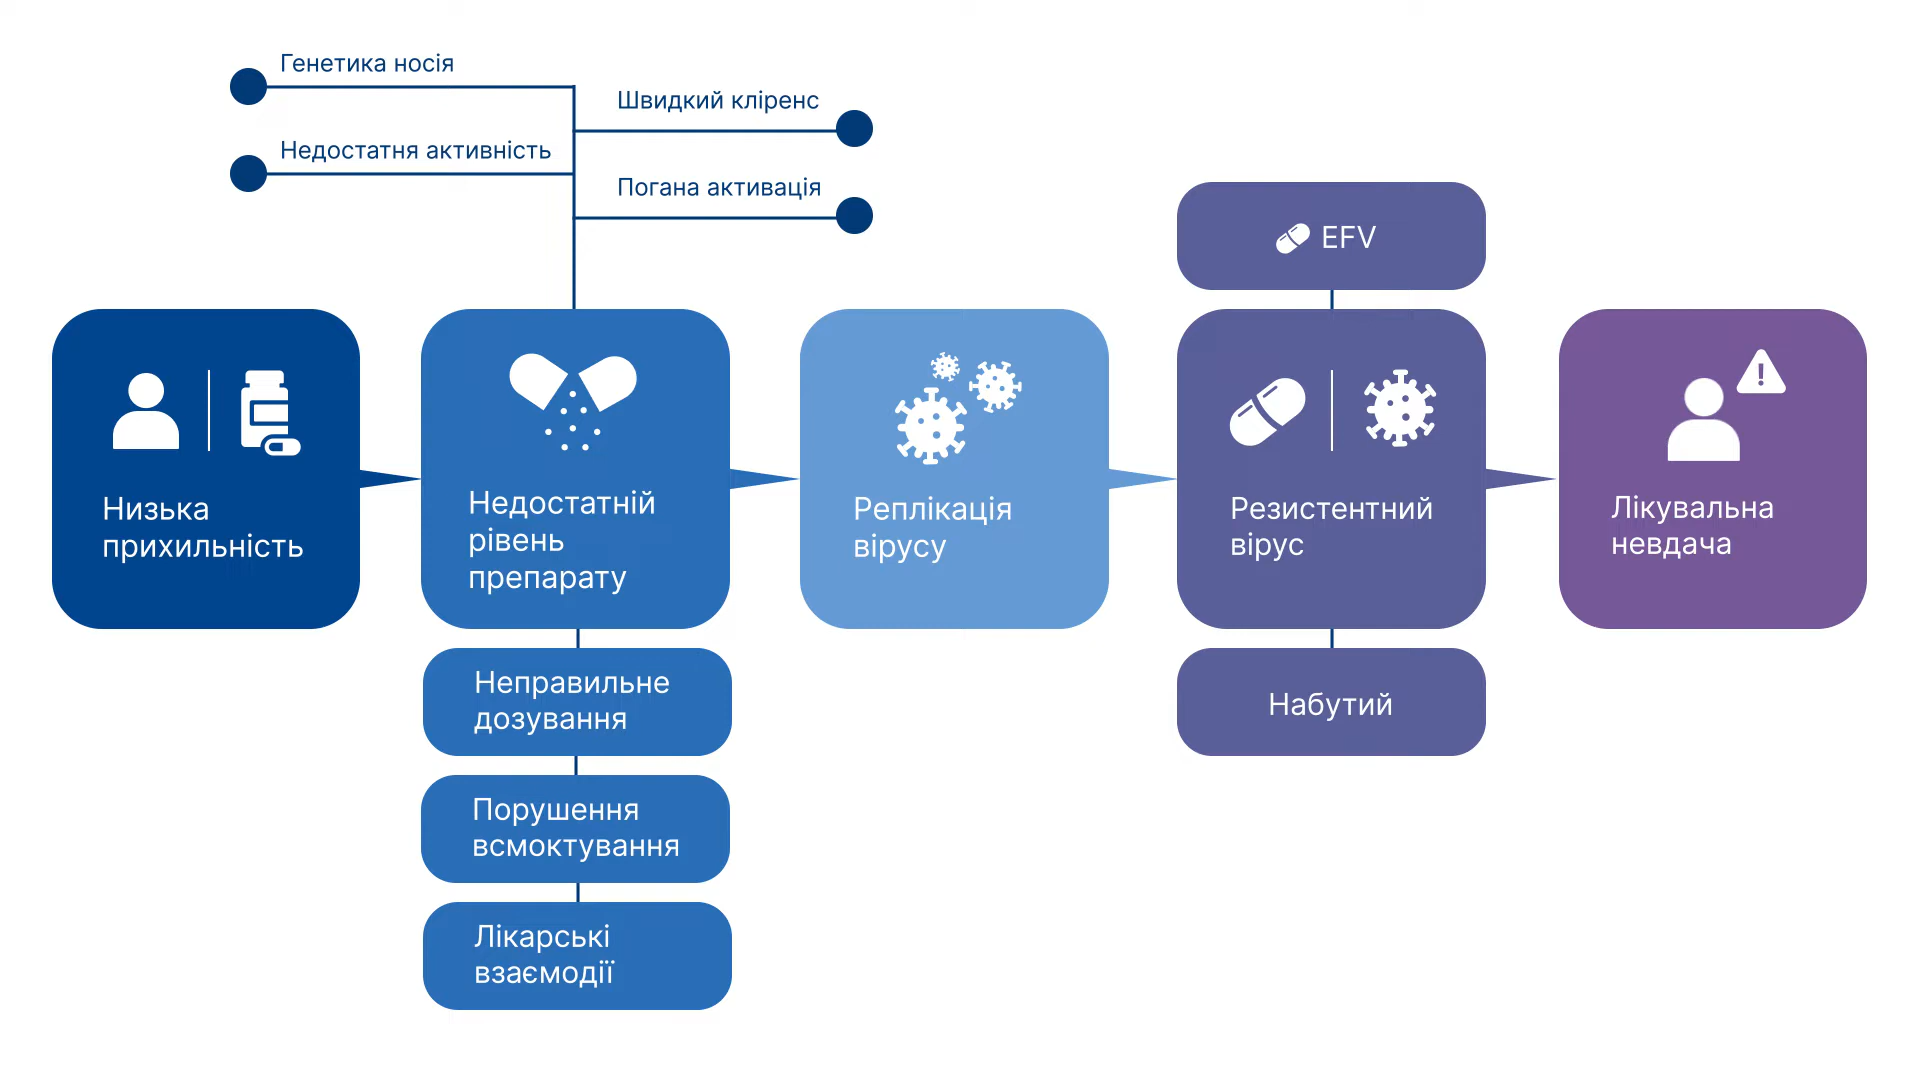 Генетика носія
Швидкий кліренс
Недостатня активність
Погана активація
EFV
Низька
прихильність
Недостатній
рівень
препарату
Реплікація
вірусу
Резистентний
вірус
Лікувальна
невдача
Неправильне
дозування
Набутий
Порушення
всмоктування
Лікарські
взаємодії